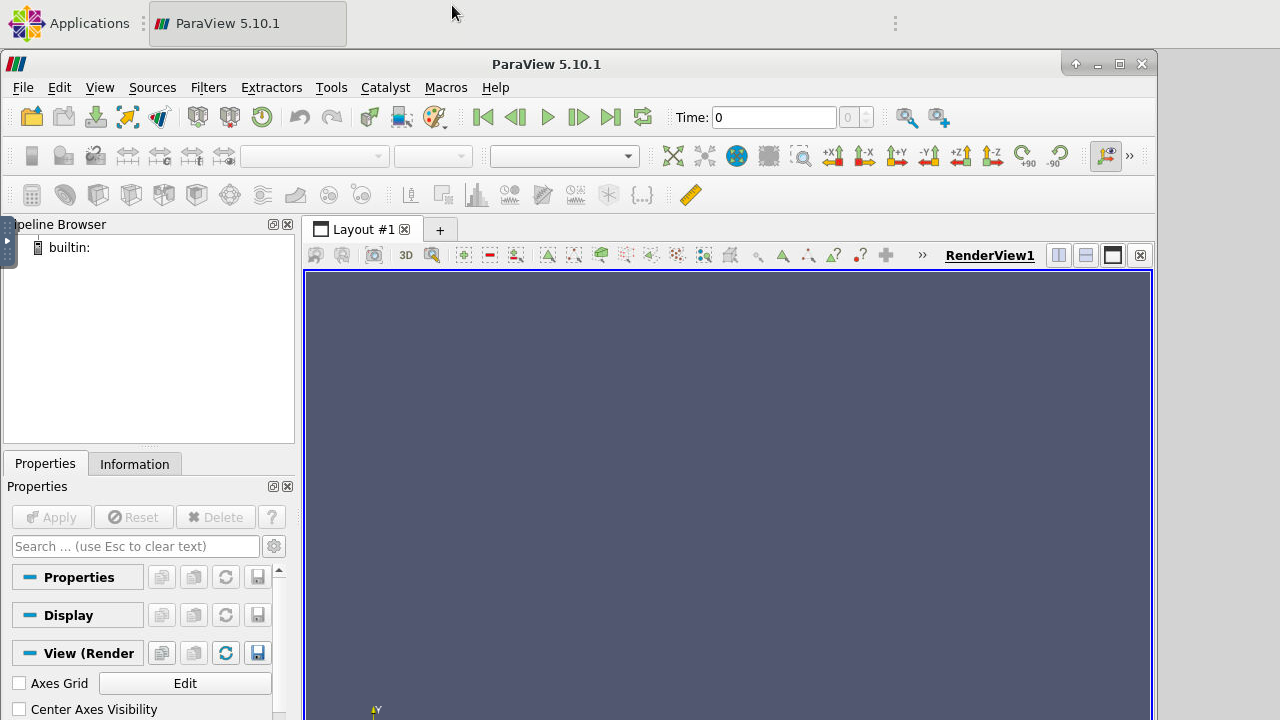 Applications
ParaView 5.10.1
ParaView 5.10.1
File Edit View Sources Filters Extractors Tools Catalyst Macros Help
Time: 0 0
+X -X +Y -Y +Z -Z +90 -90
Pipeline Browser
builtin:
Layout #1 +
3D RenderView1
Properties Information
Properties
Apply Reset Delete ?
Search ... (use Esc to clear text)
Properties
Display
View (Render
Axes Grid Edit
Center Axes Visibility
Y